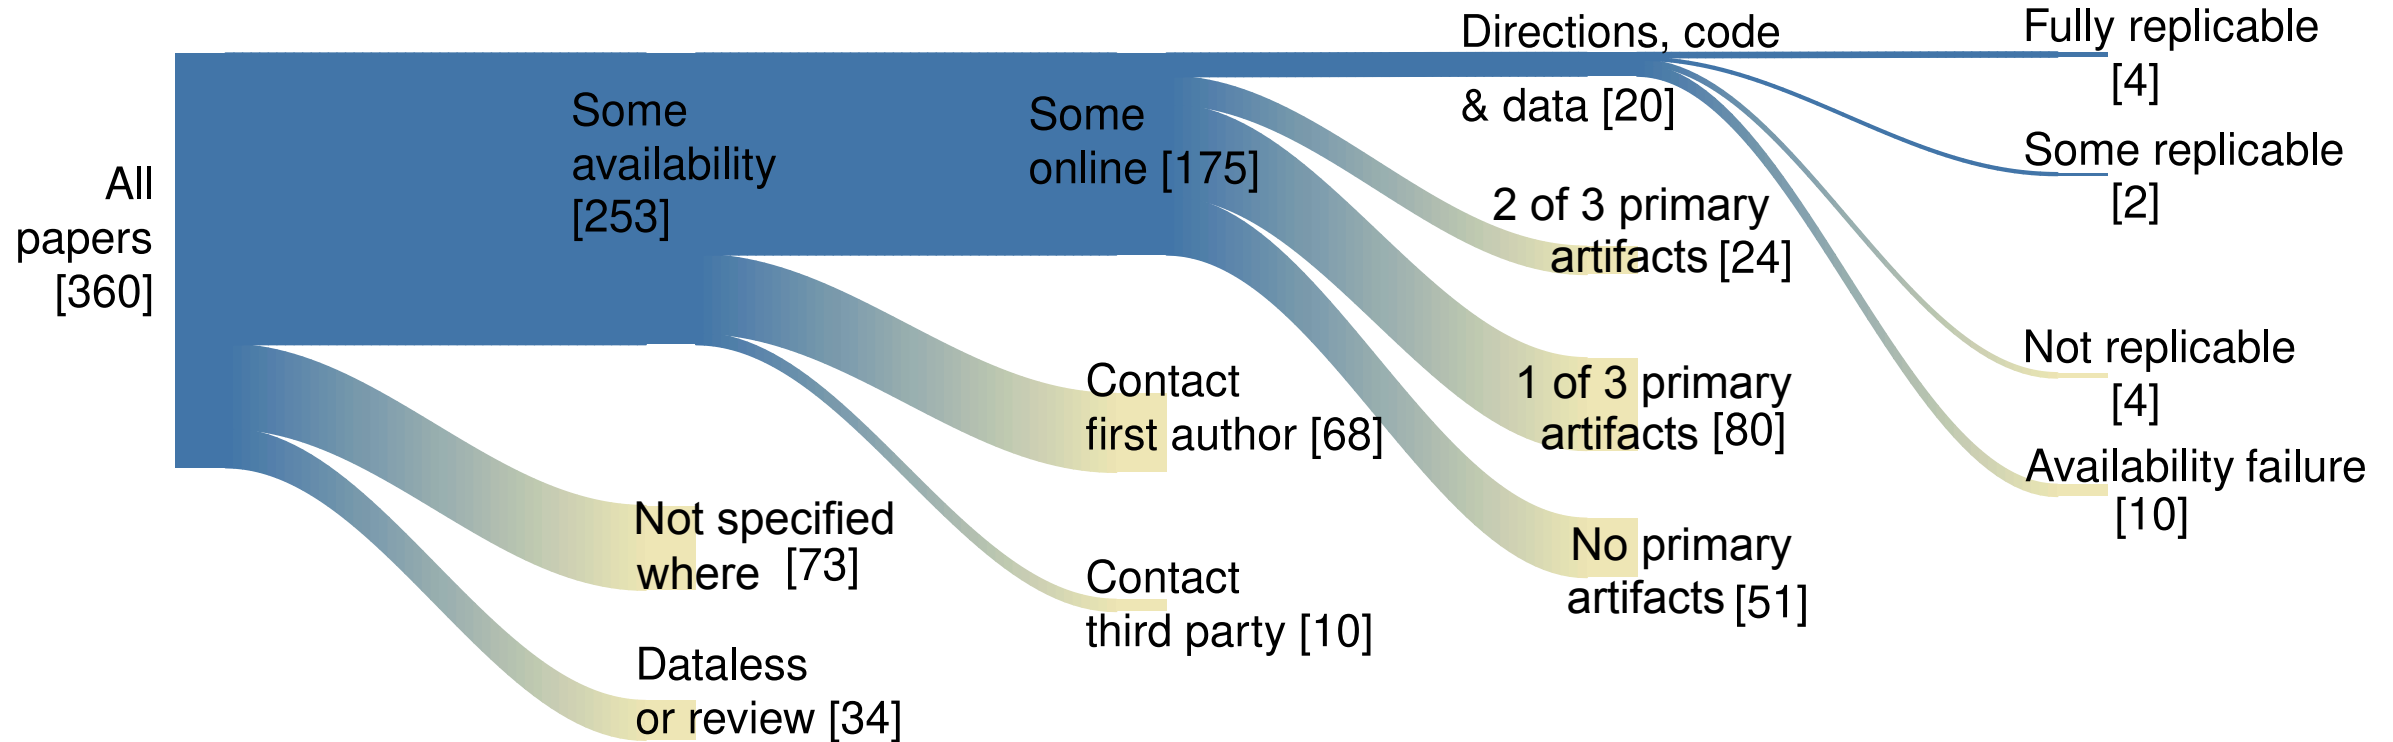 All
papers
[360]
Some
availability
[253]
Not specified
where [73]
Dataless
or review [34]
Some
online [175]
Contact
first author [68]
Contact
third party [10]
Directions, code
& data [20]
2 of 3 primary
artifacts [24]
1 of 3 primary
artifacts [80]
No primary
artifacts [51]
Fully replicable
[4]
Some replicable
[2]
Not replicable
[4]
Availability failure
[10]